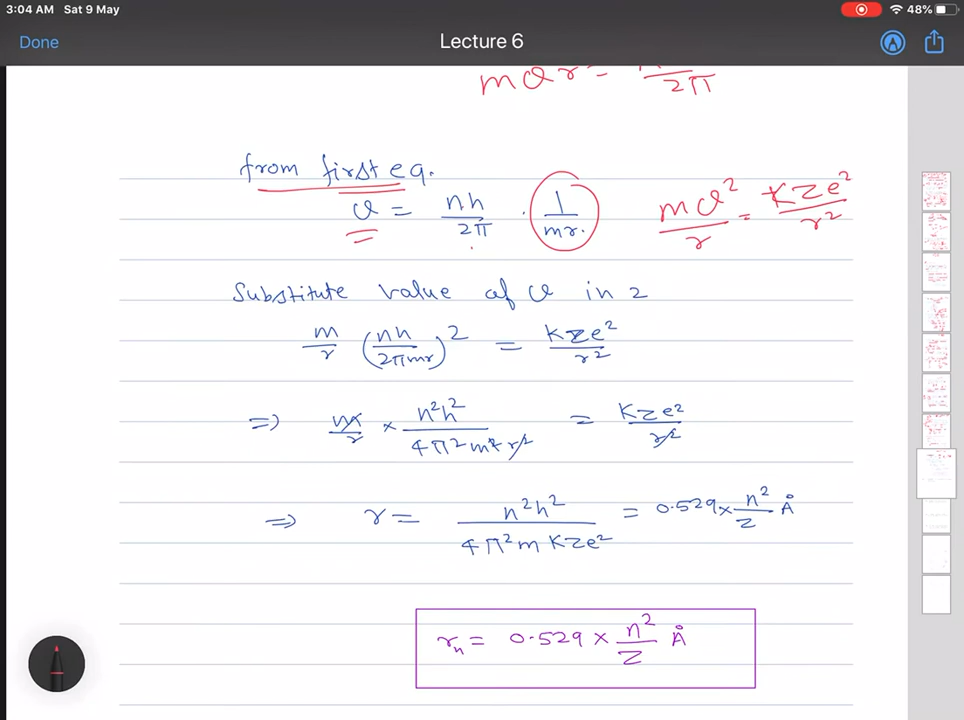 3:04 AM Sat 9 May 48%
Done Lecture 6
mvr = /2π
from first eq.
v = nh/2π · 1/mr. mv²/r = KZe²/r²
Substitute value of v in 2
m/r (nh/2πmr)² = KZe²/r²
=> m/r × n²h²/4π²m²r² = KZe²/r²
=> r = n²h²/4π²mKZe² = 0.529 × n²/Z Å
rₙ = 0.529 × n²/Z Å